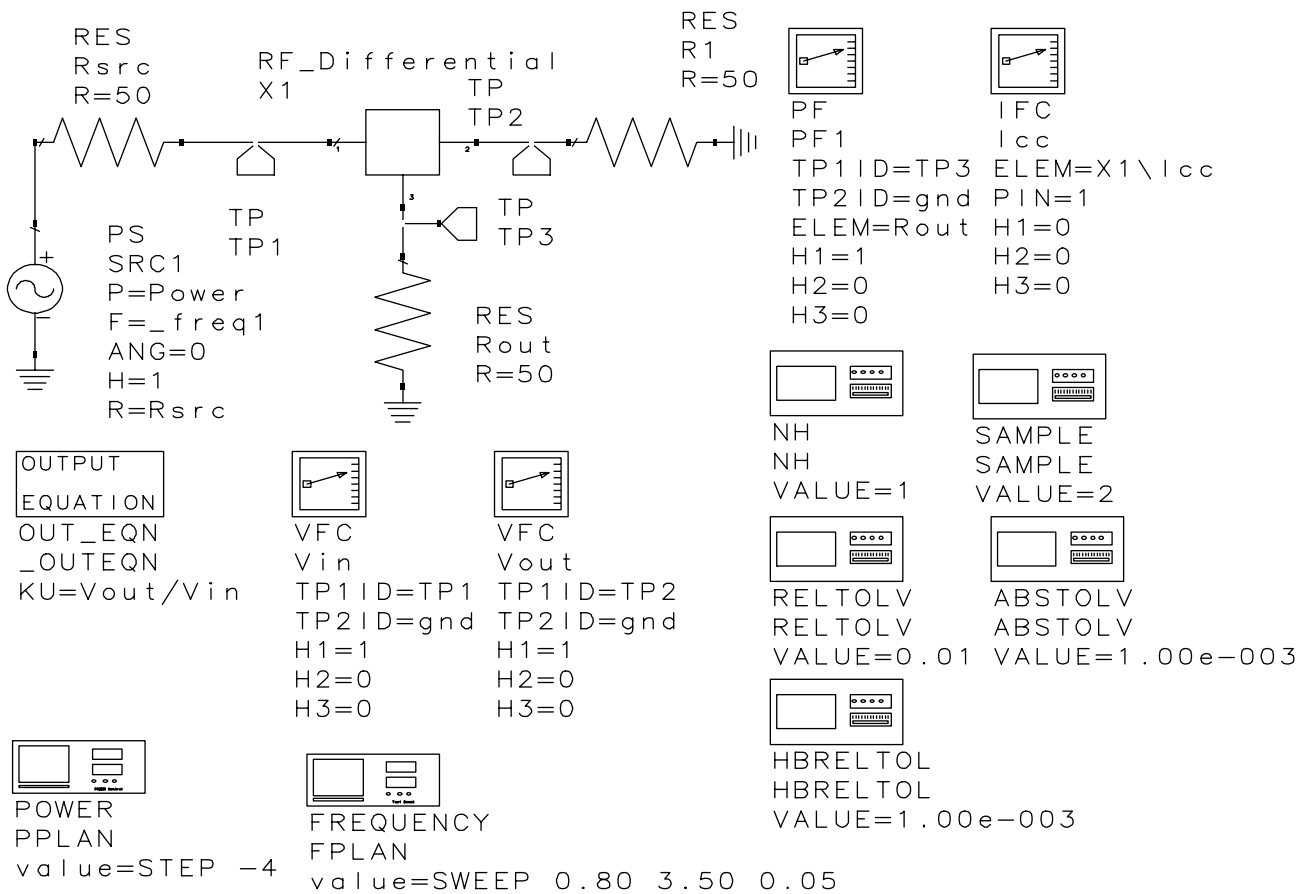 RES
Rsrc
R=50
RF_Differential
X1
TP
TP2
RES
R1
R=50
1
2
3
TP
TP1
TP
TP3
PS
SRC1
P=Power
F=_freq1
ANG=0
H=1
R=Rsrc
+
−
RES
Rout
R=50
PF
PF1
TP1ID=TP3
TP2ID=gnd
ELEM=Rout
H1=1
H2=0
H3=0
IFC
Icc
ELEM=X1\Icc
PIN=1
H1=0
H2=0
H3=0
OUTPUT
EQUATION
OUT_EQN
_OUTEQN
KU=Vout/Vin
VFC
Vin
TP1ID=TP1
TP2ID=gnd
H1=1
H2=0
H3=0
VFC
Vout
TP1ID=TP2
TP2ID=gnd
H1=1
H2=0
H3=0
NH
NH
VALUE=1
SAMPLE
SAMPLE
VALUE=2
RELTOLV
RELTOLV
VALUE=0.01
ABSTOLV
ABSTOLV
VALUE=1.00e−003
HBRELTOL
HBRELTOL
VALUE=1.00e−003
POWER
PPLAN
value=STEP −4
FREQUENCY
FPLAN
value=SWEEP 0.80 3.50 0.05